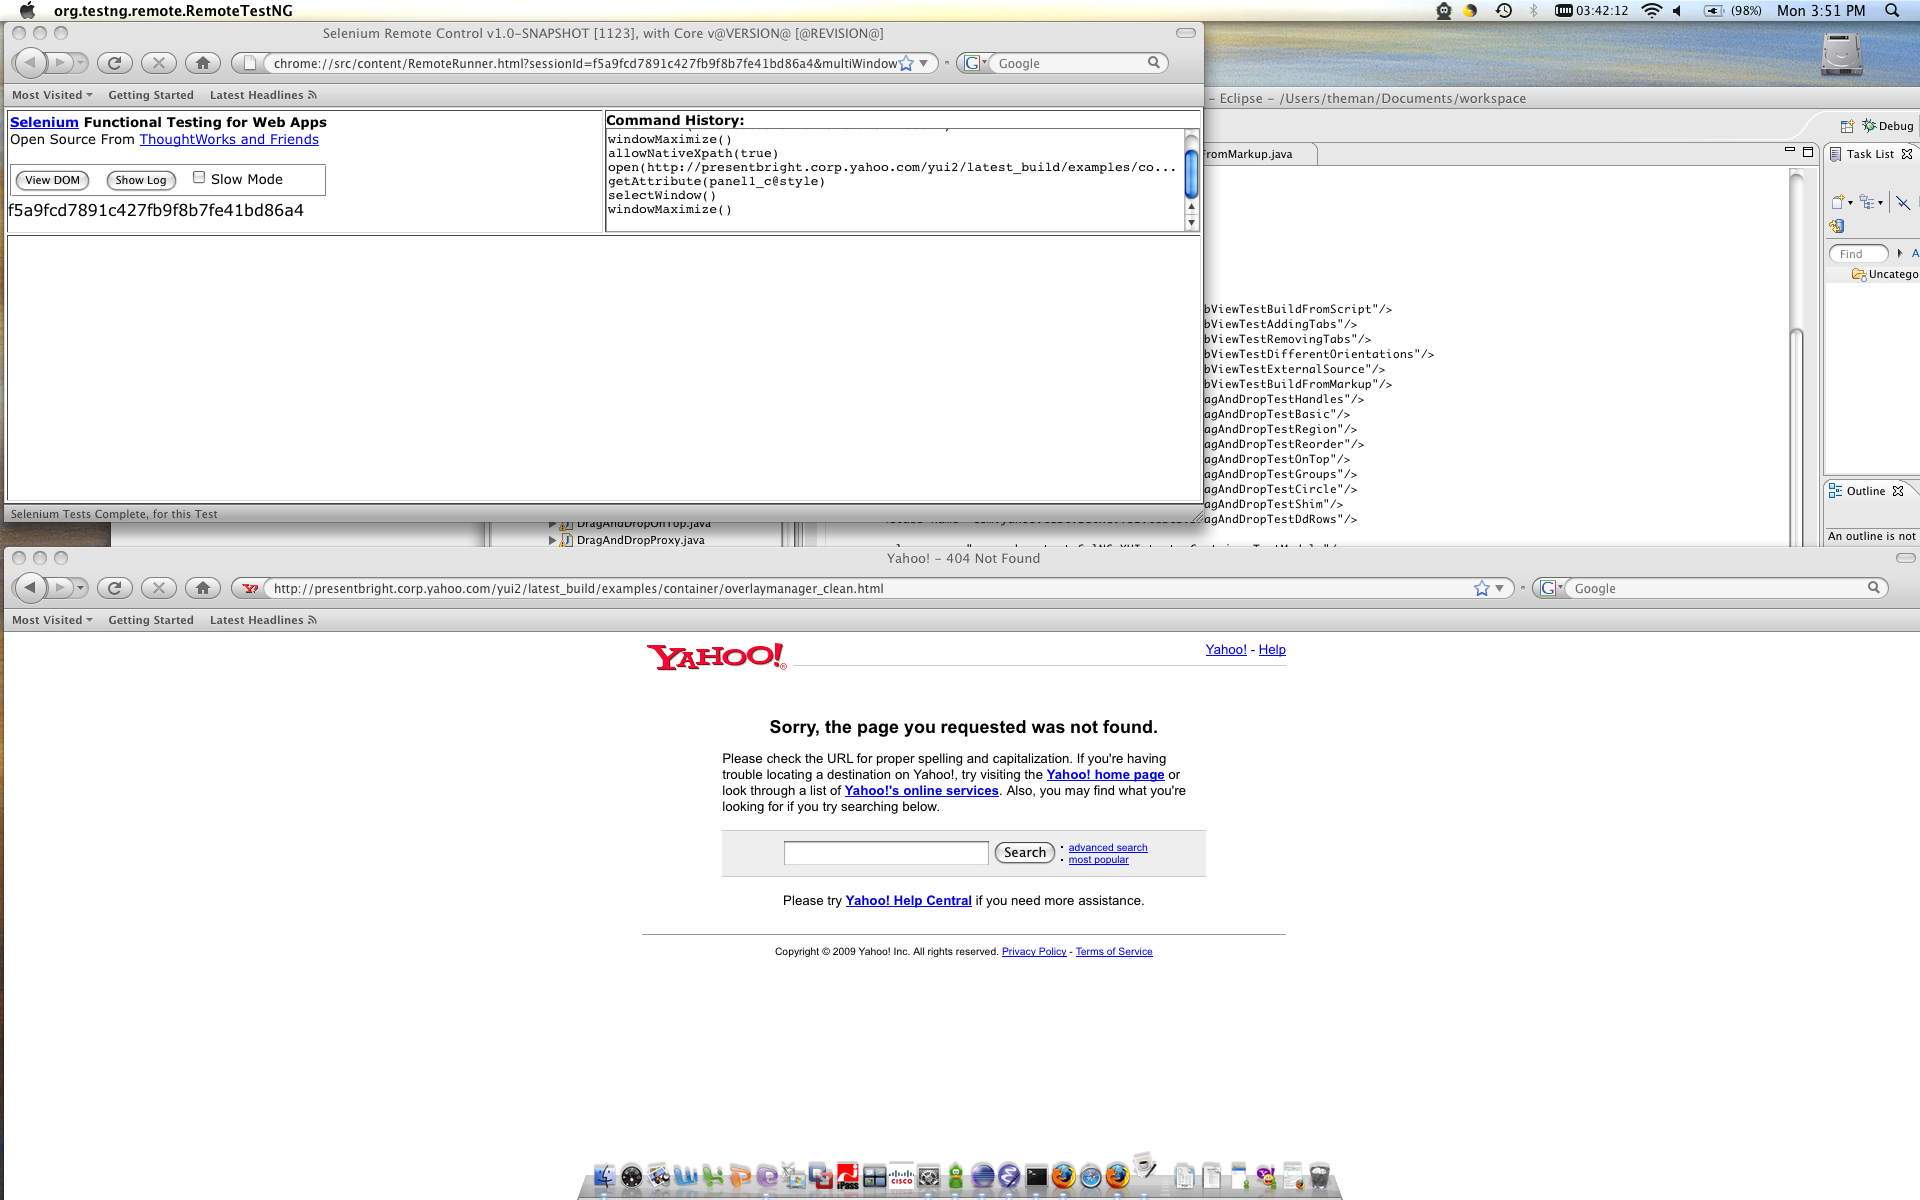 org.testng.remote.RemoteTestNG
03:42:12
(98%)
Mon 3:51 PM
Selenium Remote Control v1.0-SNAPSHOT [1123], with Core v@VERSION@ [@REVISION@]
chrome://src/content/RemoteRunner.html?sessionId=f5a9fcd7891c427fb9f8b7fe41bd86a4&multiWindow
Google
Most Visited
Getting Started
Latest Headlines
Selenium Functional Testing for Web Apps
Open Source From ThoughtWorks and Friends
View DOM
Show Log
Slow Mode
f5a9fcd7891c427fb9f8b7fe41bd86a4
Command History:
windowMaximize()
allowNativeXpath(true)
open(http://presentbright.corp.yahoo.com/yui2/latest_build/examples/co...
getAttribute(panel1_c@style)
selectWindow()
windowMaximize()
Selenium Tests Complete, for this Test
- Eclipse - /Users/theman/Documents/workspace
Debug
FromMarkup.java
Task List
Find
Uncatego
bViewTestBuildFromScript"/>
bViewTestAddingTabs"/>
bViewTestRemovingTabs"/>
bViewTestDifferentOrientations"/>
bViewTestExternalSource"/>
bViewTestBuildFromMarkup"/>
agAndDropTestHandles"/>
agAndDropTestBasic"/>
agAndDropTestRegion"/>
agAndDropTestReorder"/>
agAndDropTestOnTop"/>
agAndDropTestGroups"/>
agAndDropTestCircle"/>
agAndDropTestShim"/>
agAndDropTestDdRows"/>
Outline
An outline is not
DragAndDropOnTop.java
DragAndDropProxy.java
Yahoo! - 404 Not Found
http://presentbright.corp.yahoo.com/yui2/latest_build/examples/container/overlaymanager_clean.html
Google
Most Visited
Getting Started
Latest Headlines
YAHOO!
Yahoo! - Help
Sorry, the page you requested was not found.
Please check the URL for proper spelling and capitalization. If you're having
trouble locating a destination on Yahoo!, try visiting the Yahoo! home page or
look through a list of Yahoo!'s online services. Also, you may find what you're
looking for if you try searching below.
Search
advanced search
most popular
Please try Yahoo! Help Central if you need more assistance.
Copyright © 2009 Yahoo! Inc. All rights reserved. Privacy Policy - Terms of Service
iPass
CISCO